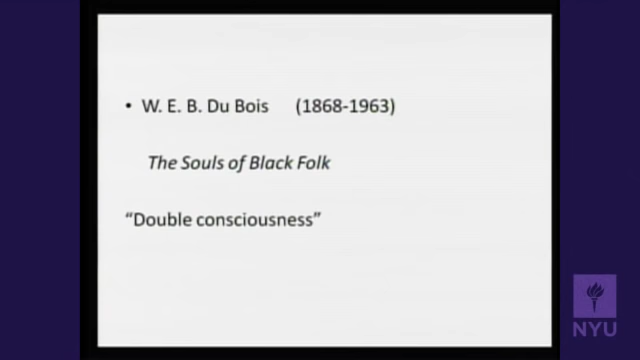 • W. E. B. Du Bois (1868-1963)
The Souls of Black Folk
“Double consciousness”
NYU